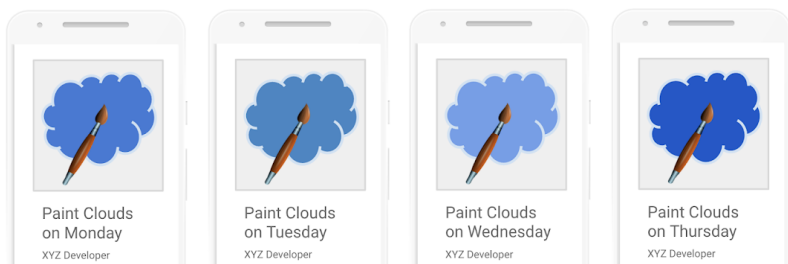 Paint Clouds
on Monday
XYZ Developer
Paint Clouds
on Tuesday
XYZ Developer
Paint Clouds
on Wednesday
XYZ Developer
Paint Clouds
on Thursday
XYZ Developer